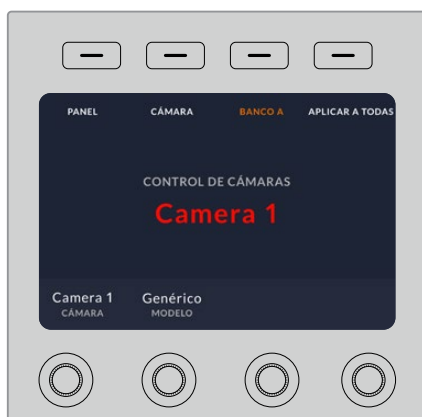 PANEL CÁMARA BANCO A APLICAR A TODAS
CONTROL DE CÁMARAS
Camera 1
Camera 1 Genérico
CÁMARA MODELO